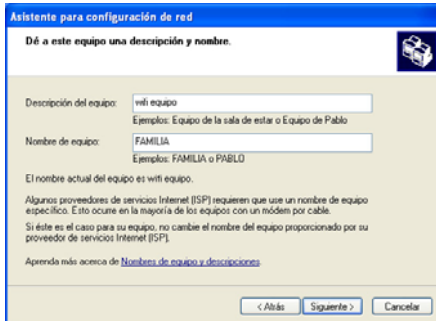 Asistente para configuración de red
Dé a este equipo una descripción y nombre.
Descripción del equipo: wifi equipo
Ejemplos: Equipo de la sala de estar o Equipo de Pablo
Nombre de equipo: FAMILIA
Ejemplos: FAMILIA o PABLO
El nombre actual del equipo es wifi equipo.
Algunos proveedores de servicios Internet (ISP) requieren que use un nombre de equipo
específico. Esto ocurre en la mayoría de los equipos con un módem por cable.
Si éste es el caso para su equipo, no cambie el nombre del equipo proporcionado por su
proveedor de servicios Internet (ISP).
Aprenda más acerca de Nombres de equipo y descripciones.
< Atrás Siguiente > Cancelar